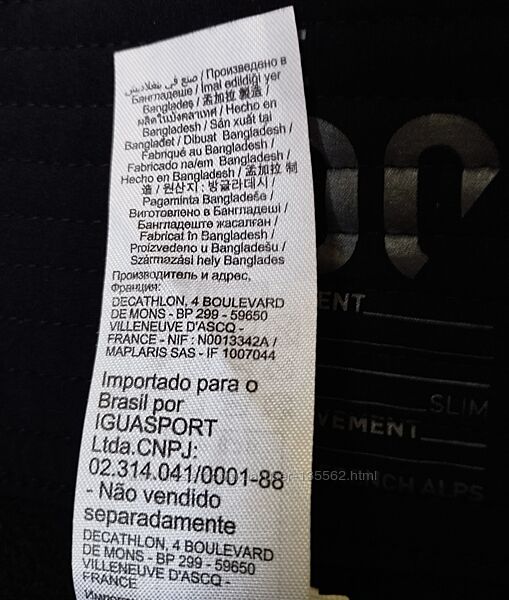 صنع في بنغلاديش / Произведено в
Бангладеше / İmal edildiği yer
Bangladeş / 孟加拉 製造 /
ผลิตในบังคลาเทศ / Hecho en
Bangladesh / Sản xuất tại
Bangladet / Dibuat Bangladesh /
Fabriqué au Bangladesh /
Fabricado na/em Bangladesh /
Hecho en Bangladesh / 孟加拉 制
造 / 원산지 : 방글라데시 /
Pagaminta Bangladeše /
Виготовлено в Бангладеші /
Бангладеште жасалған /
Fabricat în Bangladesh /
Proizvedeno u Bangladešu /
Származási hely Banglades
Производитель и адрес,
Франция:
DECATHLON, 4 BOULEVARD
DE MONS - BP 299 - 59650
VILLENEUVE D'ASCQ -
FRANCE - NIF : N0013342A /
MAPLARIS SAS - IF 1007044
Importado para o
Brasil por
IGUASPORT
Ltda.CNPJ:
02.314.041/0001-88
- Não vendido
separadamente
DECATHLON, 4 BOULEVARD
DE MONS - BP 299 - 59650
VILLENEUVE D'ASCQ -
FRANCE
SLIM
ALPS
135562.html